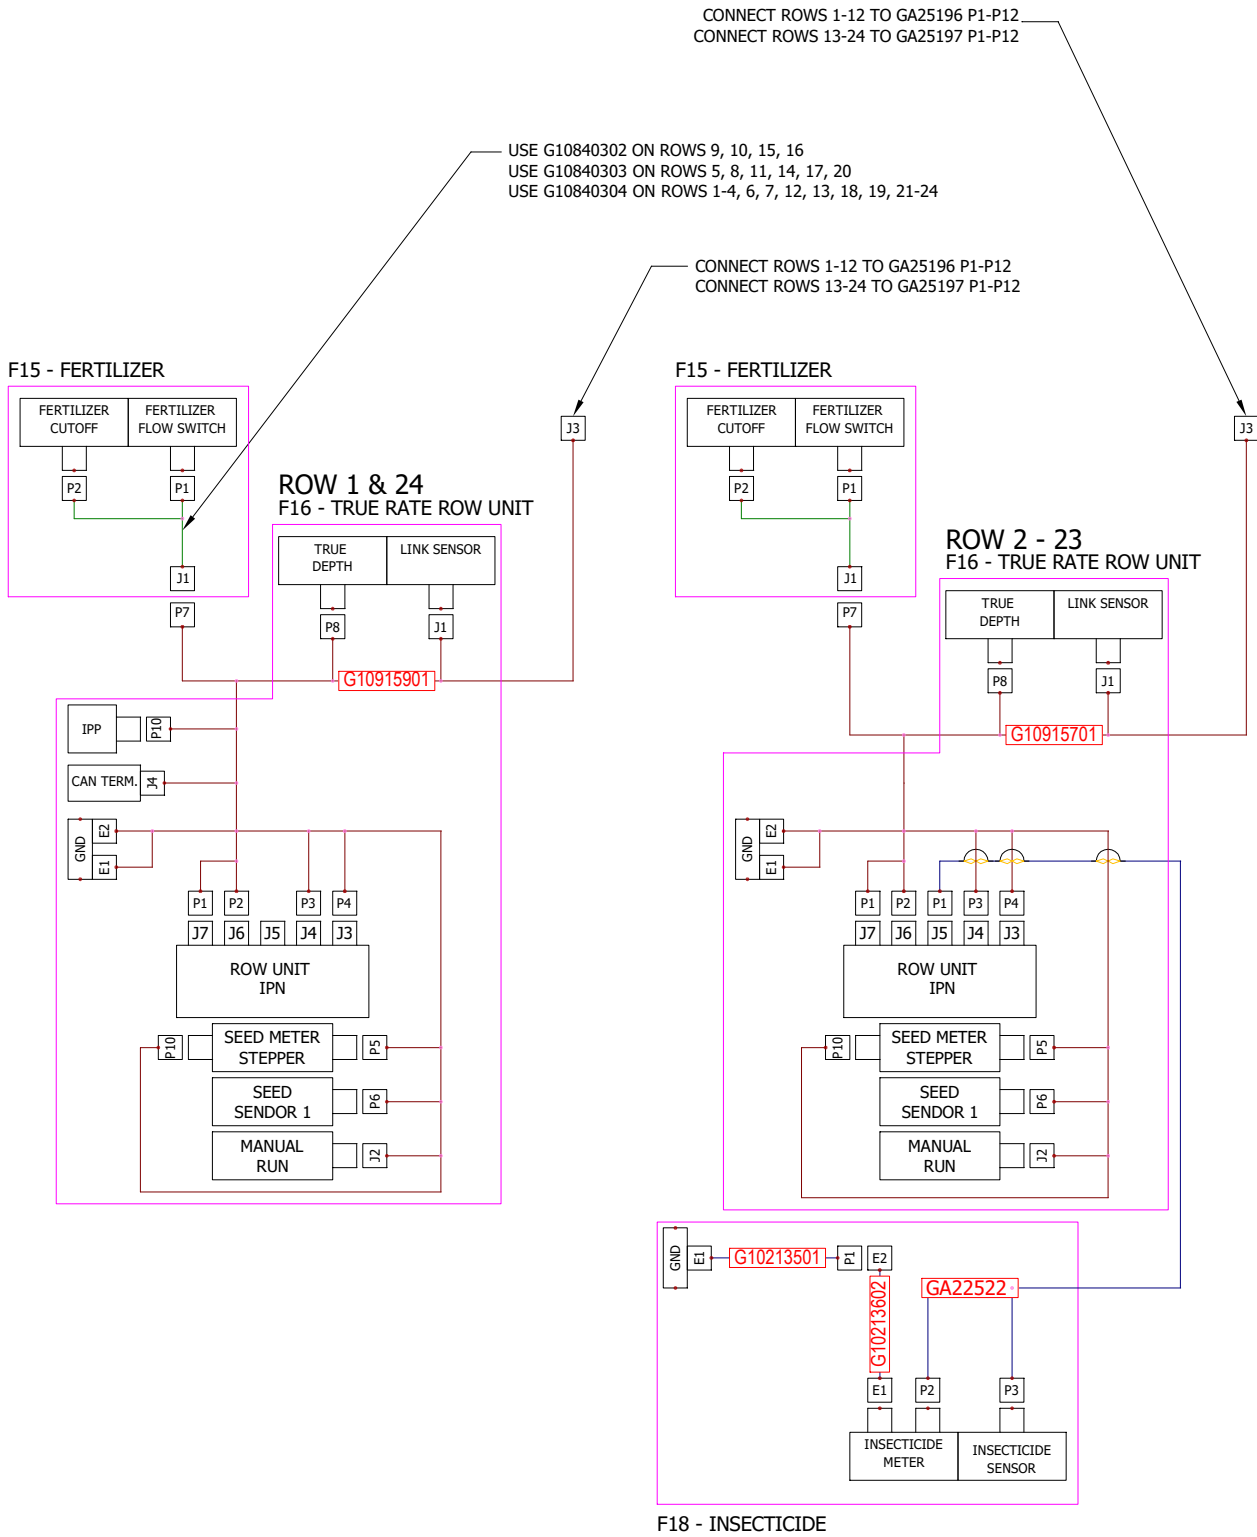 CONNECT ROWS 1-12 TO GA25196 P1-P12
CONNECT ROWS 13-24 TO GA25197 P1-P12
USE G10840302 ON ROWS 9, 10, 15, 16
USE G10840303 ON ROWS 5, 8, 11, 14, 17, 20
USE G10840304 ON ROWS 1-4, 6, 7, 12, 13, 18, 19, 21-24
CONNECT ROWS 1-12 TO GA25196 P1-P12
CONNECT ROWS 13-24 TO GA25197 P1-P12
F15 - FERTILIZER
FERTILIZER
CUTOFF
FERTILIZER
FLOW SWITCH
P2
P1
J1
P7
J3
ROW 1 & 24
F16 - TRUE RATE ROW UNIT
TRUE
DEPTH
LINK SENSOR
P8
J1
G10915901
IPP
P10
CAN TERM.
J4
GND
E2
E1
P1
P2
P3
P4
J7
J6
J5
J4
J3
ROW UNIT
IPN
P10
SEED METER
STEPPER
P5
SEED
SENDOR 1
P6
MANUAL
RUN
J2
F15 - FERTILIZER
FERTILIZER
CUTOFF
FERTILIZER
FLOW SWITCH
P2
P1
J1
P7
J3
ROW 2 - 23
F16 - TRUE RATE ROW UNIT
TRUE
DEPTH
LINK SENSOR
P8
J1
G10915701
GND
E2
E1
P1
P2
P1
P3
P4
J7
J6
J5
J4
J3
ROW UNIT
IPN
P10
SEED METER
STEPPER
P5
SEED
SENDOR 1
P6
MANUAL
RUN
J2
GND
E1
G10213501
P1
E2
G10213602
GA22522
E1
P2
P3
INSECTICIDE
METER
INSECTICIDE
SENSOR
F18 - INSECTICIDE